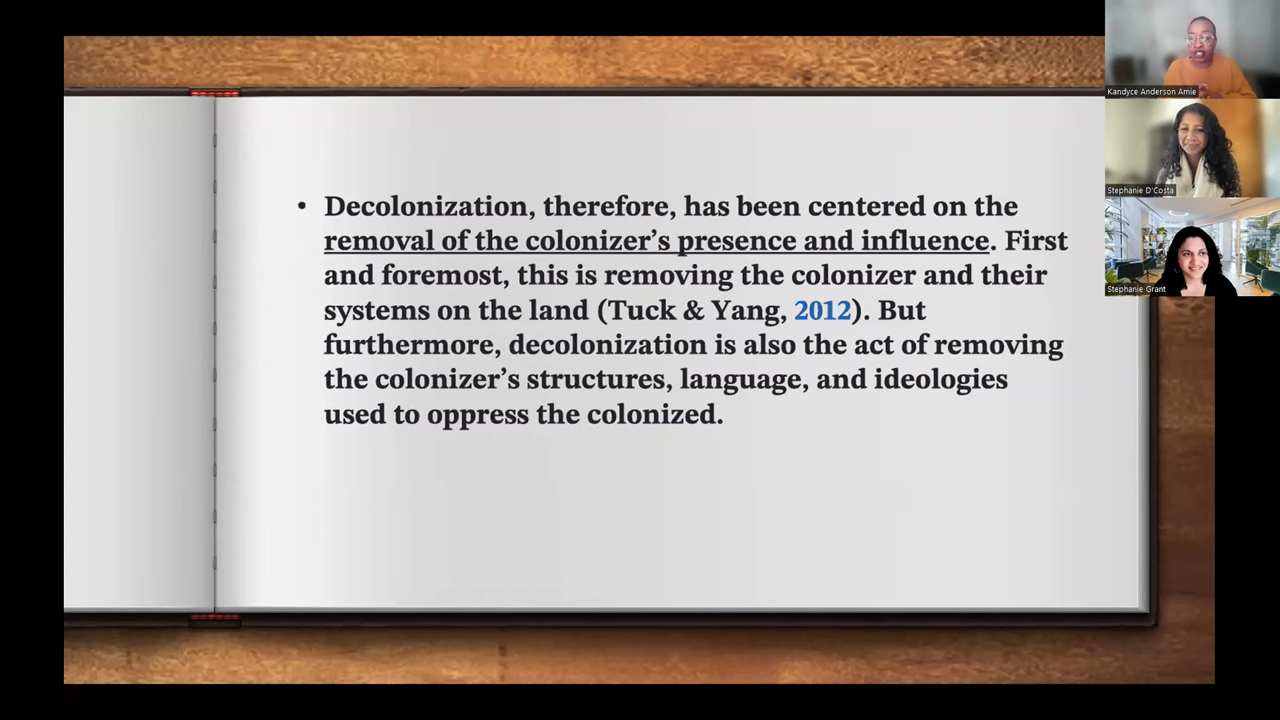 • Decolonization, therefore, has been centered on the
removal of the colonizer’s presence and influence. First
and foremost, this is removing the colonizer and their
systems on the land (Tuck & Yang, 2012). But
furthermore, decolonization is also the act of removing
the colonizer’s structures, language, and ideologies
used to oppress the colonized.
Kandyce Anderson Amie
Stephanie D'Costa
Stephanie Grant